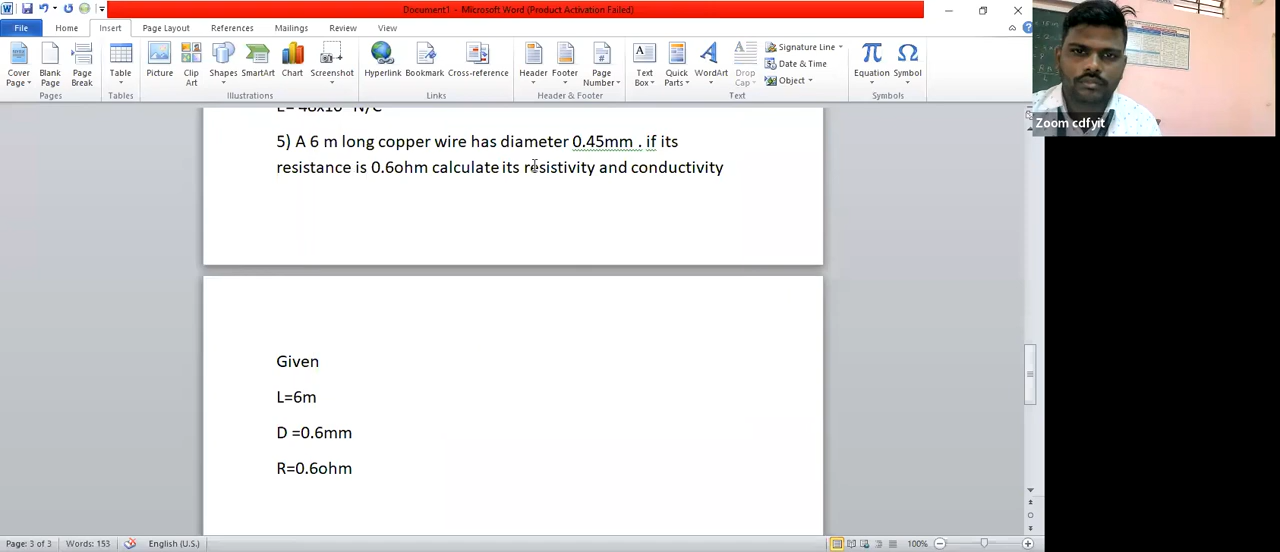 Document1 - Microsoft Word (Product Activation Failed)
File Home Insert Page Layout References Mailings Review View
Cover Page Blank Page Page Break Table Picture Clip Art Shapes SmartArt Chart Screenshot Hyperlink Bookmark Cross-reference Header Footer Page Number Text Box Quick Parts WordArt Drop Cap Signature Line Date & Time Object Equation Symbol
Pages Tables Illustrations Links Header & Footer Text Symbols
Zoom cdfyit
5) A 6 m long copper wire has diameter 0.45mm . if its
resistance is 0.6ohm calculate its resistivity and conductivity
Given
L=6m
D =0.6mm
R=0.6ohm
Page: 3 of 3 Words: 153 English (U.S.) 100%